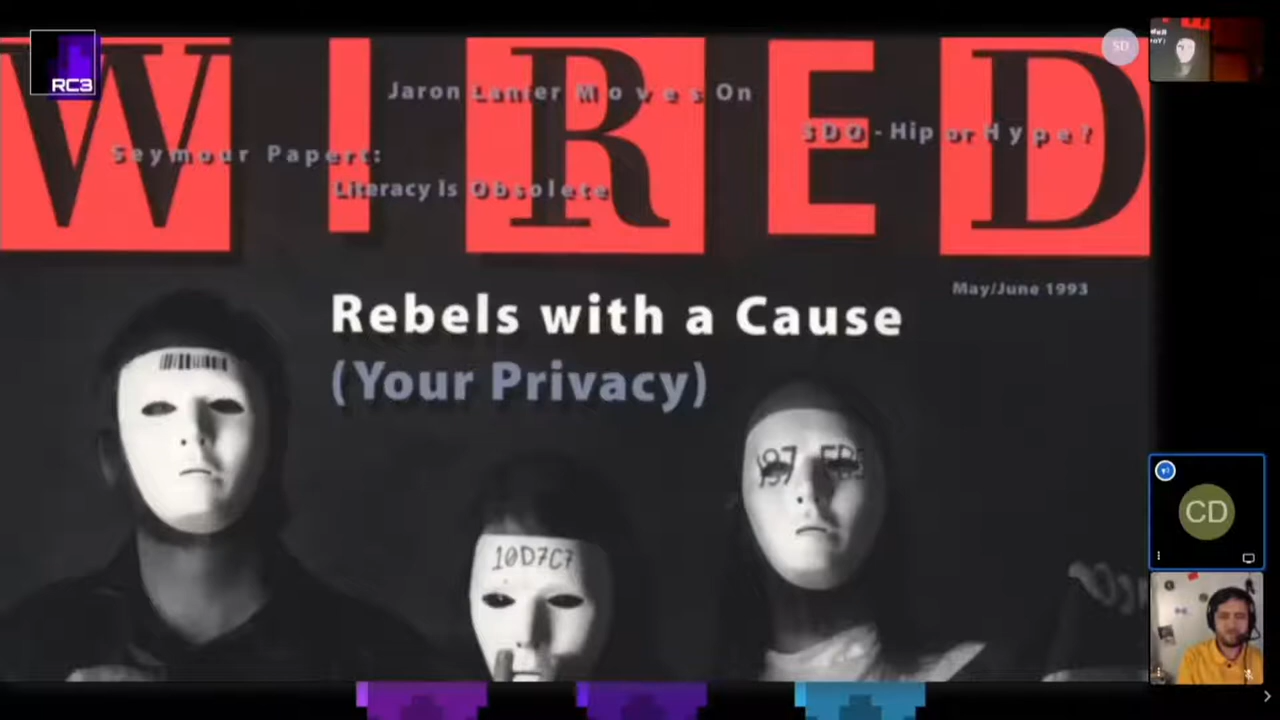 WIRED
RC3
SD
Jaron Lanier Moves On
3DO - Hip or Hype?
Seymour Papert:
Literacy Is Obsolete
May/June 1993
Rebels with a Cause
(Your Privacy)
10D7C7
CD